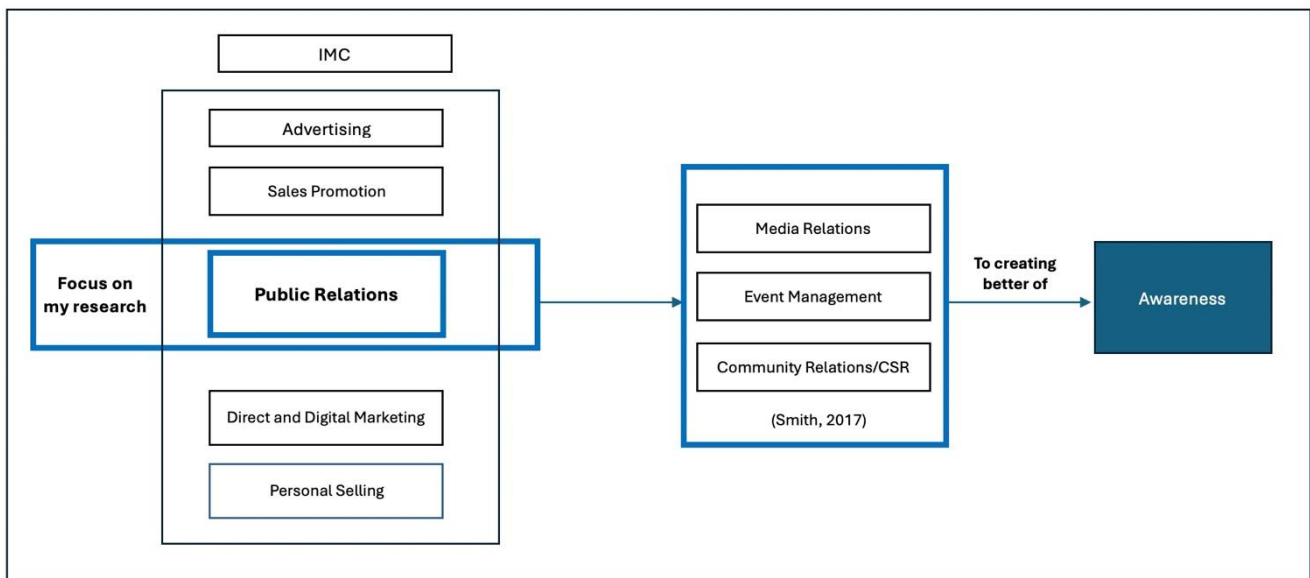 IMC
Advertising
Sales Promotion
Focus on
my research
Public Relations
Direct and Digital Marketing
Personal Selling
Media Relations
Event Management
Community Relations/CSR
(Smith, 2017)
To creating
better of
Awareness